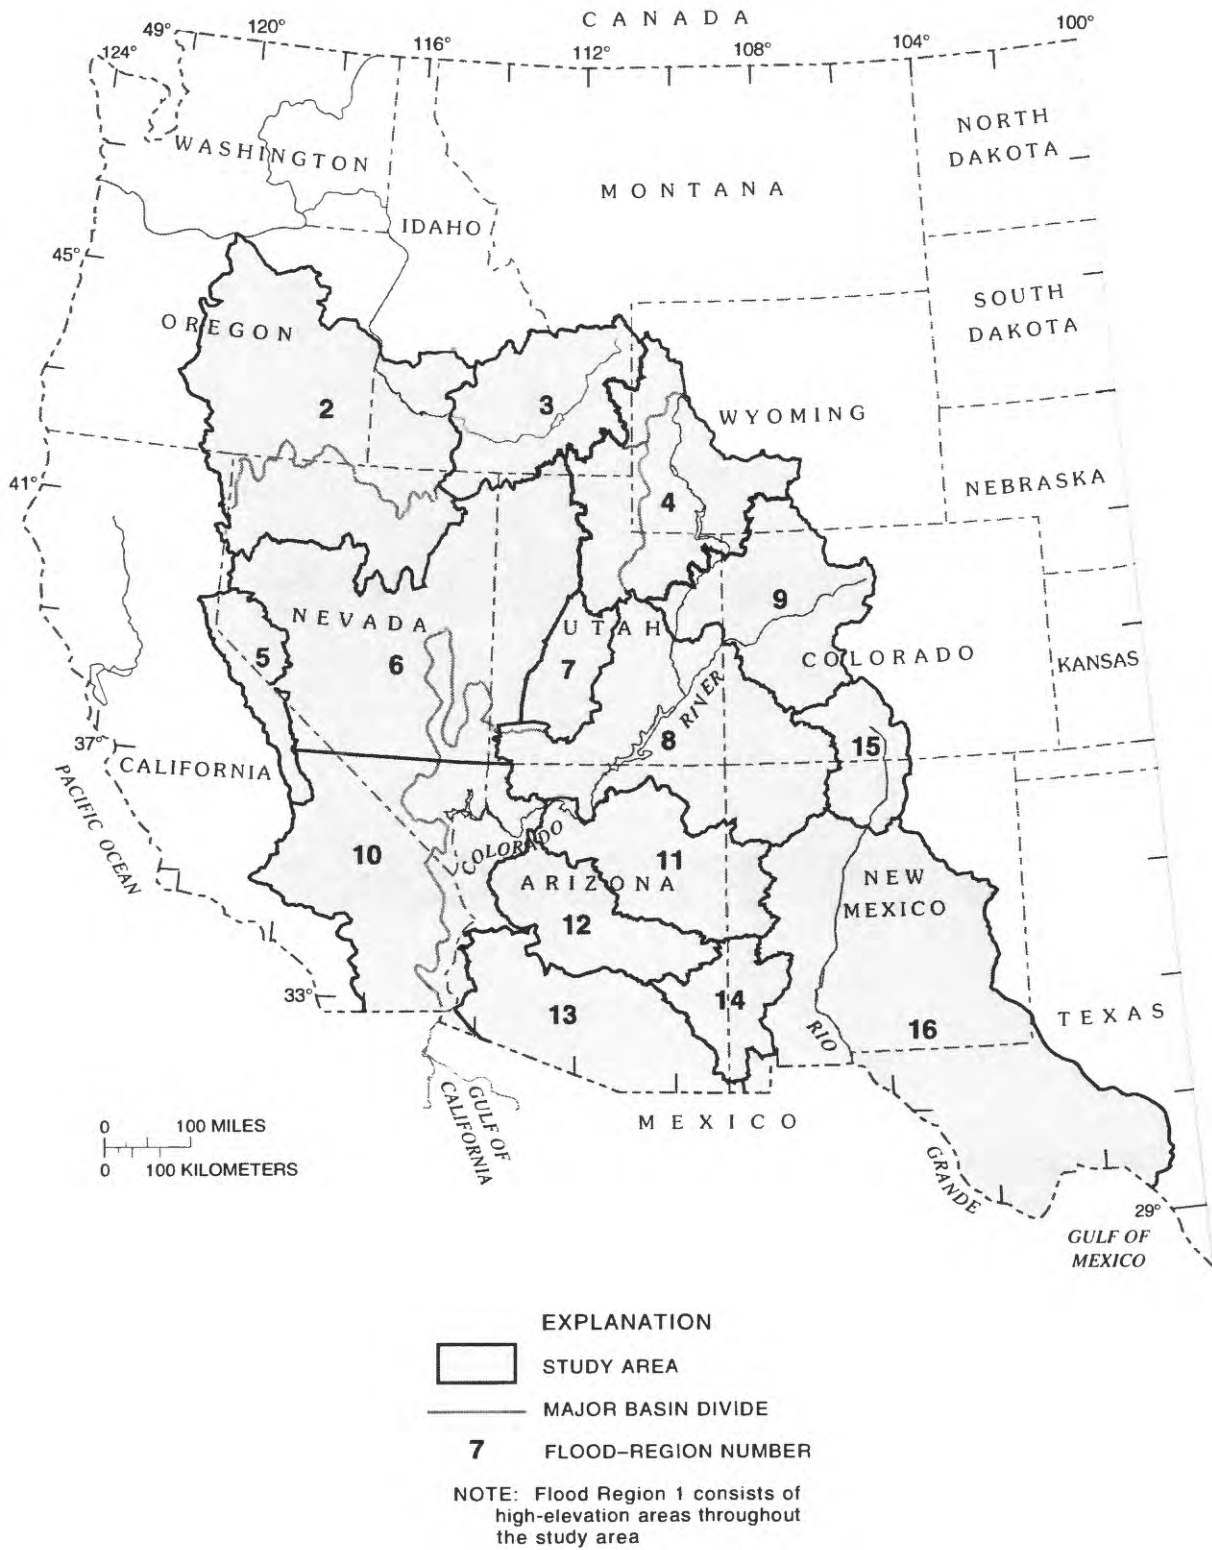 CANADA
49°
120°
124°
116°
112°
108°
104°
100°
WASHINGTON
MONTANA
NORTH
DAKOTA
IDAHO
45°
OREGON
SOUTH
DAKOTA
2
3
WYOMING
41°
4
NEBRASKA
NEVADA
UTAH
9
5
6
7
COLORADO
KANSAS
RIVER
8
15
37°
CALIFORNIA
PACIFIC OCEAN
COLORADO
10
11
ARIZONA
NEW
MEXICO
12
33°
13
14
RIO
16
TEXAS
GULF OF
CALIFORNIA
MEXICO
0 100 MILES
0 100 KILOMETERS
GRANDE
29°
GULF OF
MEXICO
EXPLANATION
STUDY AREA
MAJOR BASIN DIVIDE
7 FLOOD–REGION NUMBER
NOTE: Flood Region 1 consists of
high-elevation areas throughout
the study area